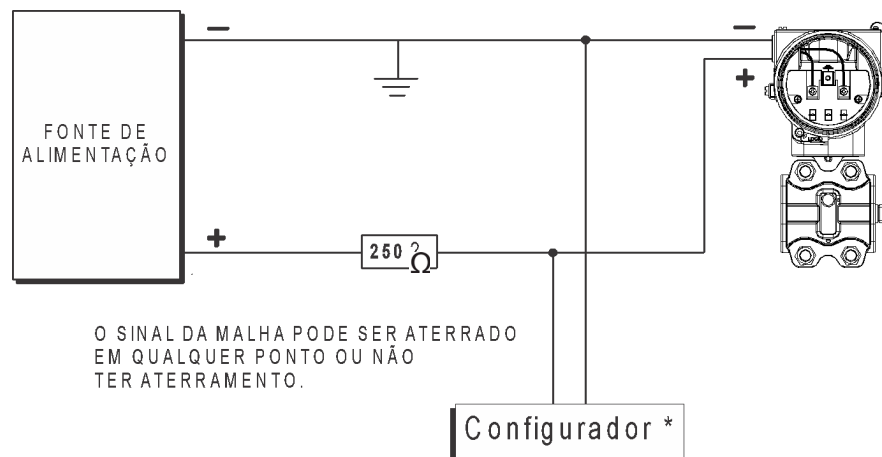 − −
+
FONTE DE
ALIMENTAÇÃO
+
250 ? Ω
O SINAL DA MALHA PODE SER ATERRADO
EM QUALQUER PONTO OU NÃO
TER ATERRAMENTO.
Configurador *